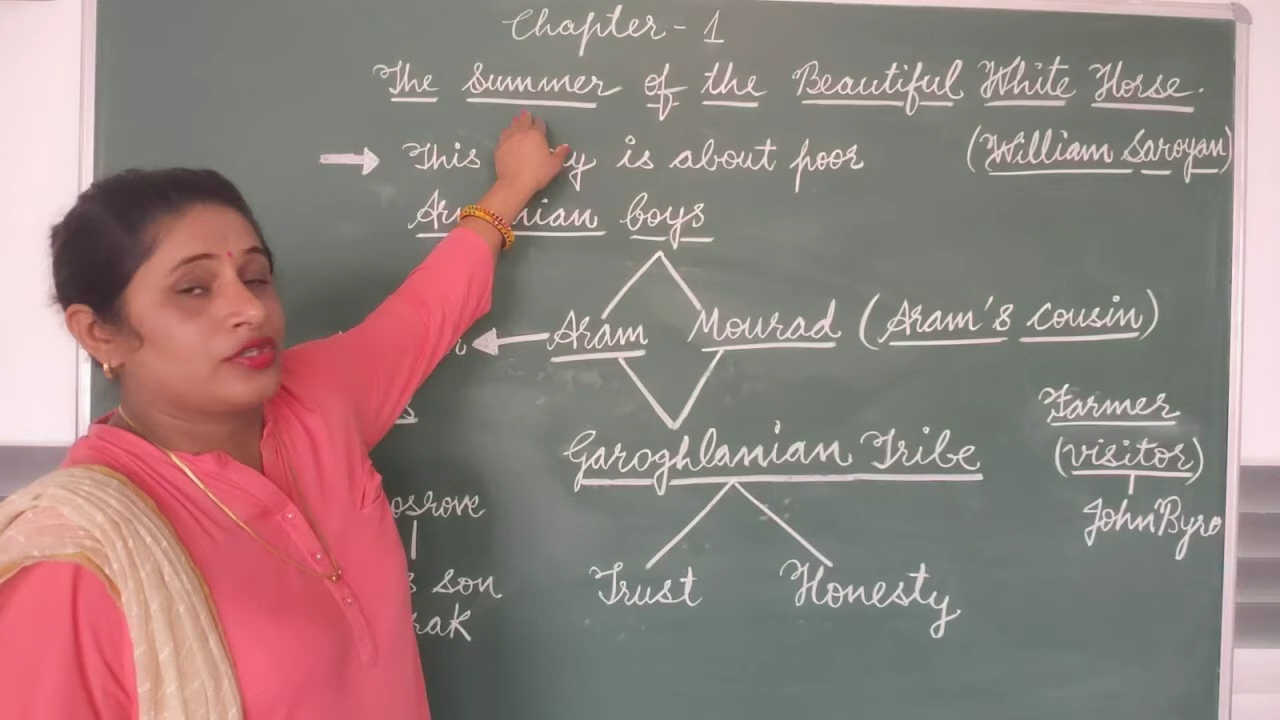 Chapter - 1
The Summer of the Beautiful White Horse.
(William Saroyan)
→ This is about poor
boys
Aram Mourad (Aram's cousin)
Garoghlanian Tribe
Trust Honesty
Farmer
(visitor)
John Byro
son